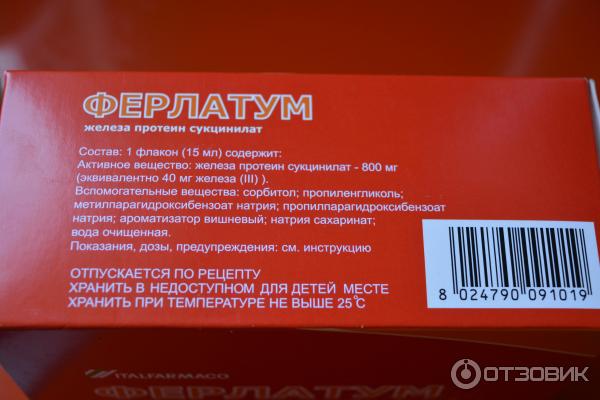 ФЕРЛАТУМ
железа протеин сукцинилат
Состав: 1 флакон (15 мл) содержит:
Активное вещество: железа протеин сукцинилат - 800 мг
(эквивалентно 40 мг железа (III) ).
Вспомогательные вещества: сорбитол; пропиленгликоль;
метилпарагидроксибензоат натрия; пропилпарагидроксибензоат
натрия; ароматизатор вишневый; натрия сахаринат;
вода очищенная.
Показания, дозы, предупреждения: см. инструкцию
ОТПУСКАЕТСЯ ПО РЕЦЕПТУ
ХРАНИТЬ В НЕДОСТУПНОМ ДЛЯ ДЕТЕЙ МЕСТЕ
ХРАНИТЬ ПРИ ТЕМПЕРАТУРЕ НЕ ВЫШЕ 25°С
8 024790 091019
ITALFARMACO
ФЕРЛАТУМ
ОТЗОВИК